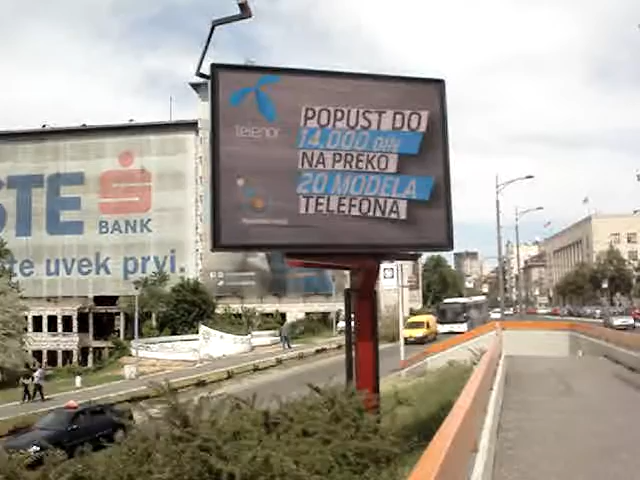 telenor
POPUST DO
14.000 DIN
NA PREKO
20 MODELA
TELEFONA
STE S
BANK
te uvek prvi.